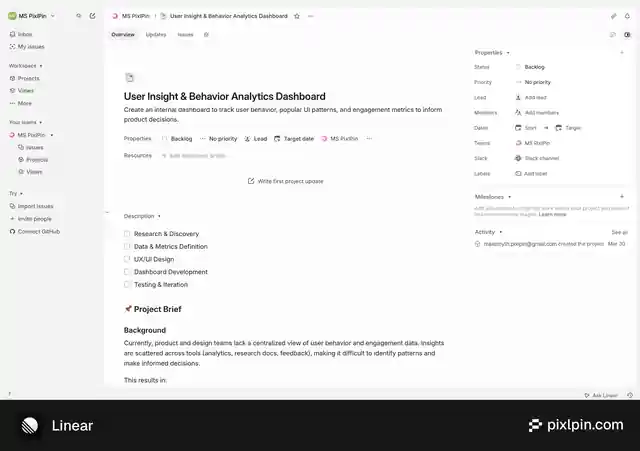 MS PixlPin
Inbox
My issues
Workspace
Projects
Views
More
Your teams
MS PixlPin
Issues
Projects
Views
Try
Import issues
Invite people
Connect GitHub
MS PixlPin › User Insight & Behavior Analytics Dashboard
Overview Updates Issues
User Insight & Behavior Analytics Dashboard
Create an internal dashboard to track user behavior, popular UI patterns, and engagement metrics to inform
product decisions.
Properties Backlog No priority Lead Target date MS PixlPin
Resources
Write first project update
Description
Research & Discovery
Data & Metrics Definition
UX/UI Design
Dashboard Development
Testing & Iteration
📌 Project Brief
Background
Currently, product and design teams lack a centralized view of user behavior and engagement data. Insights
are scattered across tools (analytics, research docs, feedback), making it difficult to identify patterns and
make informed decisions.
This results in:
Properties
Status Backlog
Priority No priority
Lead Add lead
Members Add members
Dates Start → Target
Teams MS PixlPin
Slack Slack channel
Labels Add label
Milestones
Learn more
Activity See all
created the project Mar 20
Ask Linear
Linear
pixlpin.com